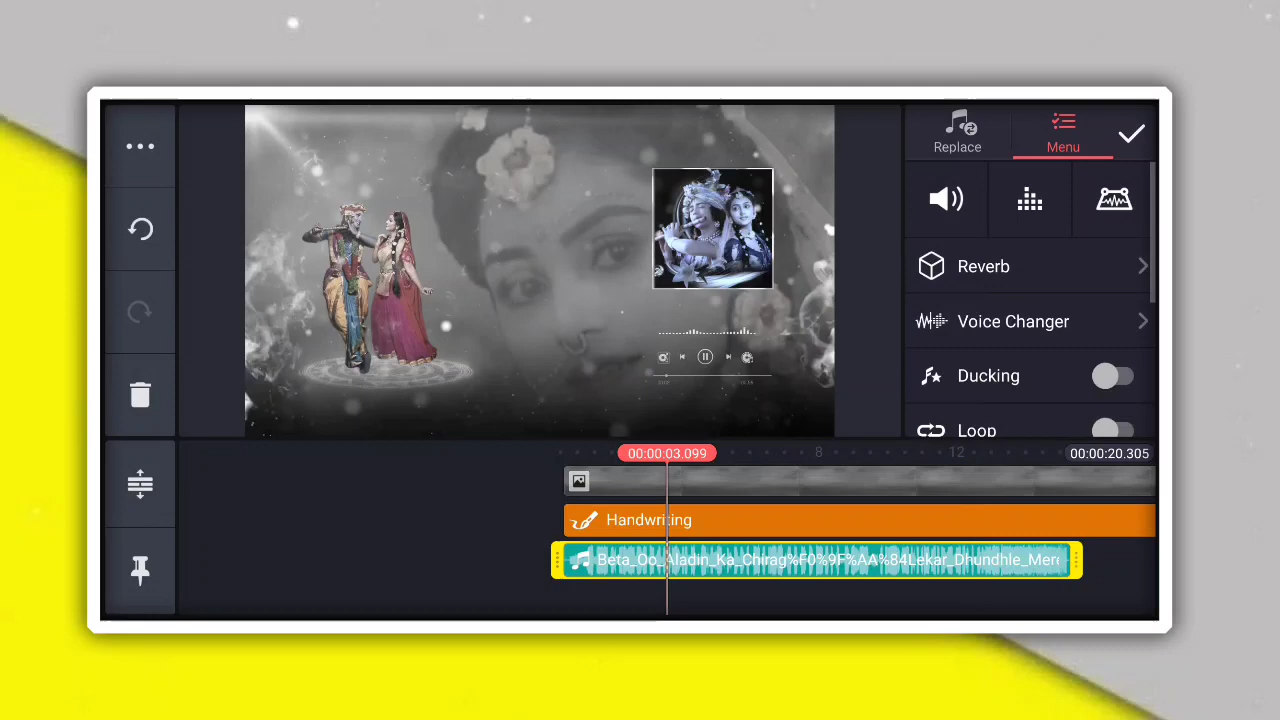 Replace
Menu
Reverb
Voice Changer
Ducking
Loop
00:00:03.099
8
12
00:00:20.305
Handwriting
Beta_Oo_Aladin_Ka_Chirag%F0%9F%AA%84Lekar_Dhundhle_Mere